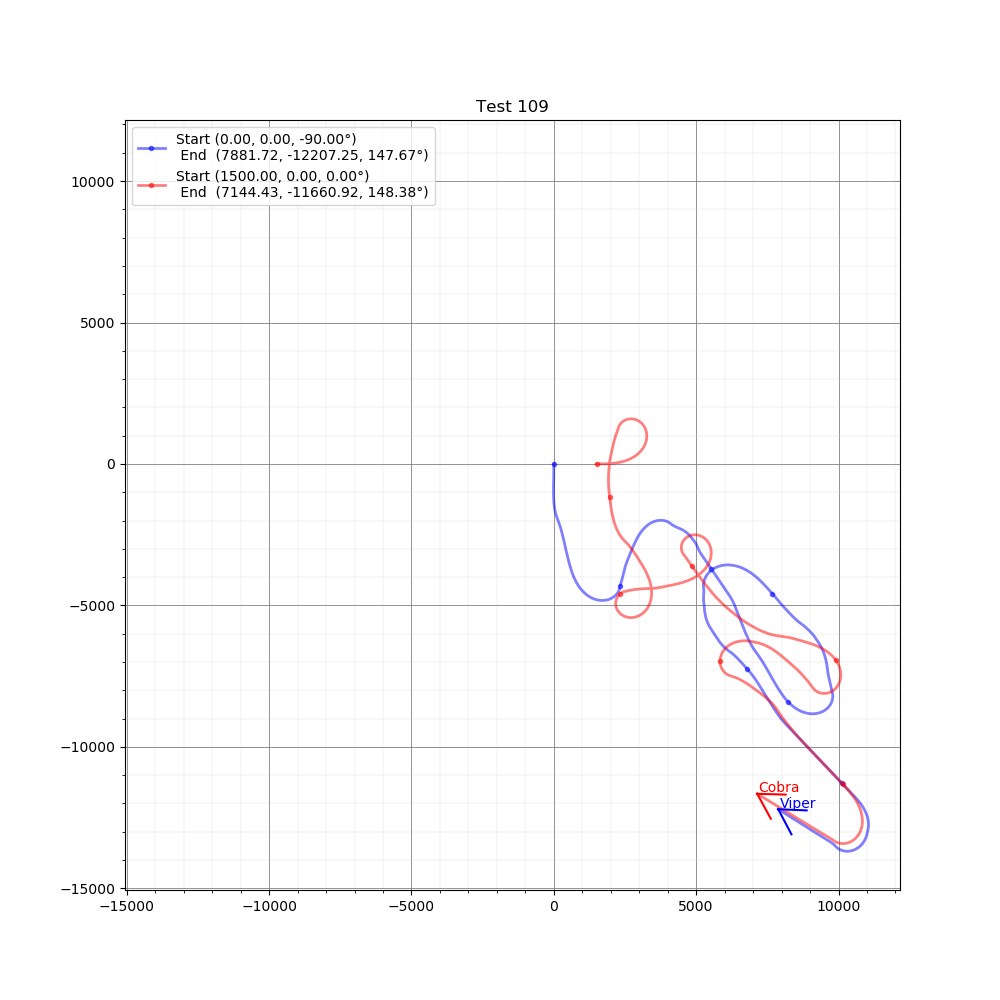 Test 109
Start (0.00, 0.00, -90.00°)
End  (7881.72, -12207.25, 147.67°)
Start (1500.00, 0.00, 0.00°)
End  (7144.43, -11660.92, 148.38°)
10000
5000
0
−5000
−10000
−15000
Cobra
Viper
−15000
−10000
−5000
0
5000
10000